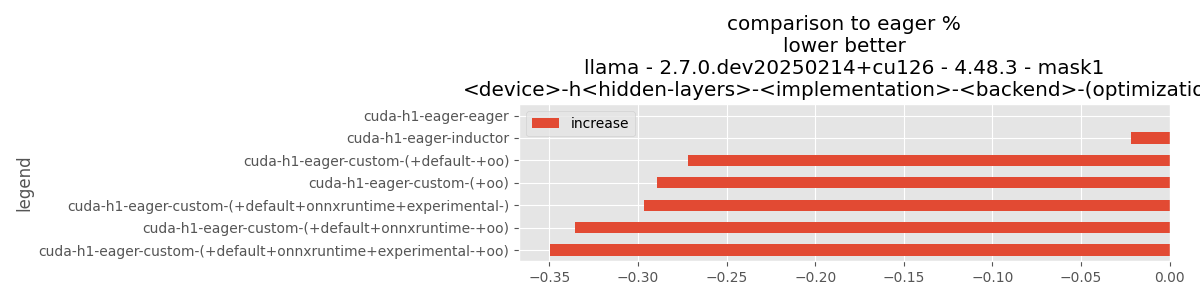 comparison to eager %
lower better
llama - 2.7.0.dev20250214+cu126 - 4.48.3 - mask1
<device>-h<hidden-layers>-<implementation>-<backend>-(optimizatio
increase
legend
cuda-h1-eager-eager
cuda-h1-eager-inductor
cuda-h1-eager-custom-(+default-+oo)
cuda-h1-eager-custom-(+oo)
cuda-h1-eager-custom-(+default+onnxruntime+experimental-)
cuda-h1-eager-custom-(+default+onnxruntime-+oo)
cuda-h1-eager-custom-(+default+onnxruntime+experimental-+oo)
−0.35 −0.30 −0.25 −0.20 −0.15 −0.10 −0.05 0.00